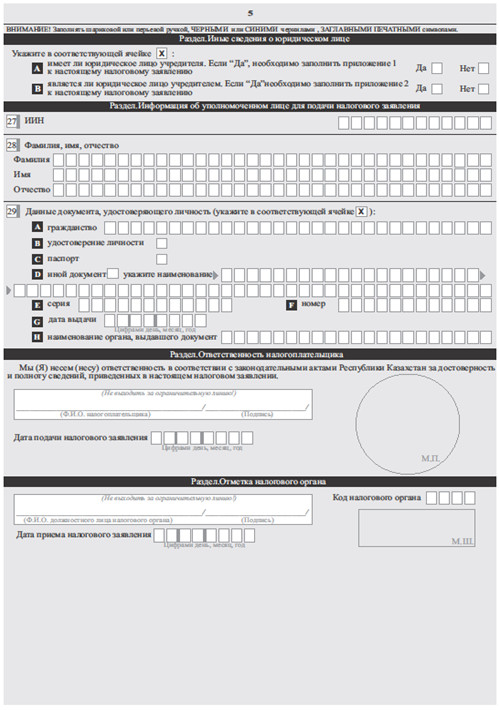 5
ВНИМАНИЕ! Заполнять шариковой или перьевой ручкой, ЧЕРНЫМИ или СИНИМИ чернилами , ЗАГЛАВНЫМИ ПЕЧАТНЫМИ символами.
Раздел.Иные сведения о юридическом лице
Укажите в соответствующей ячейке X :
A имеет ли юридическое лицо учредителя. Если “Да”, необходимо заполнить приложение 1 Да Нет
к настоящему налоговому заявлению
B является ли юридическое лицо учредителем. Если “Да”необходимо заполнить приложение 2 Да Нет
к настоящему налоговому заявлению
Раздел.Информация об уполномоченном лице для подачи налогового заявления
27 ИИН
28 Фамилия, имя, отчество
Фамилия
Имя
Отчество
29 Данные документа, удостоверяющего личность (укажите в соответствующей ячейке X ):
A гражданство
B удостоверение личности
C паспорт
D иной документ укажите наименование
E серия F номер
G дата выдачи
Цифрами день, месяц, год
H наименование органа, выдавшего документ
Раздел.Ответственность налогоплательщика
Мы (Я) несем (несу) ответственность в соответствии с законодательными актами Республики Казахстан за достоверность
и полногу сведений, приведенных в настоящем налоговом заявлении.
(Не выходить за ограничительную линию!)
(Ф.И.О. налогоплательщика) / (Подпись) /
М.П.
Дата подачи налогового заявления
Цифрами день, месяц, год
Раздел.Отметка налогового органа
(Не выходить за ограничительную линию!) Код налогового органа
(Ф.И.О. должностного лица налогового органа) / (Подпись) /
Дата приема налогового заявления
Цифрами день, месяц, год
М.Ш.